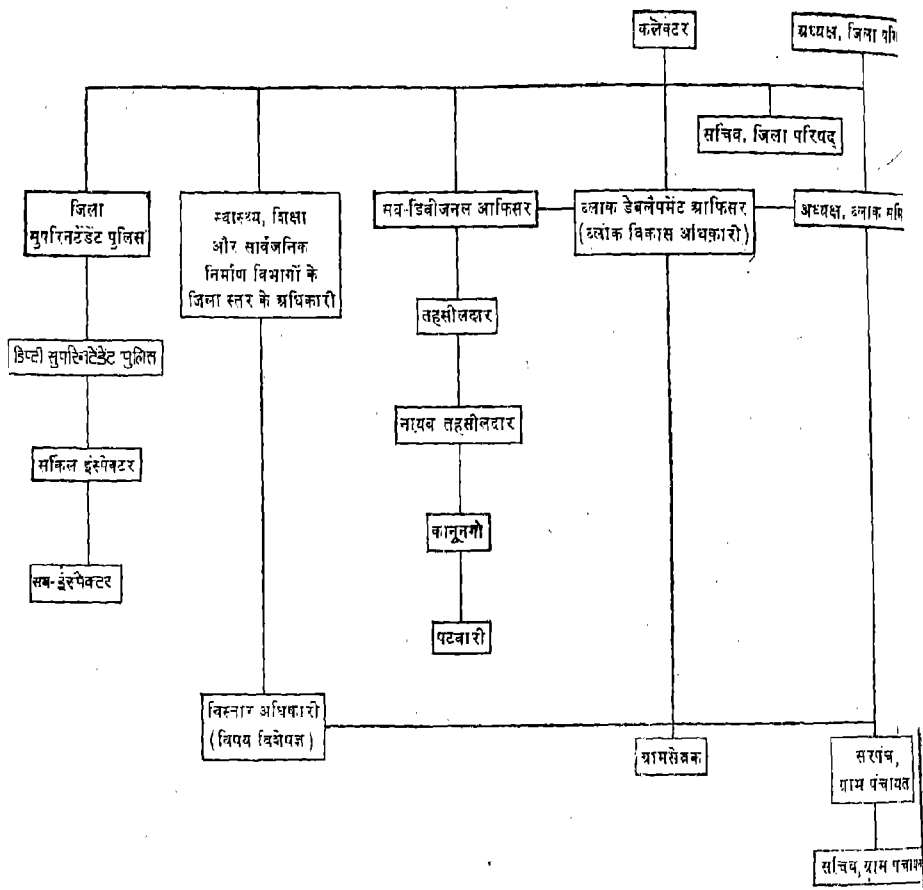 कलेक्टर
अध्यक्ष, जिला
सचिव, जिला परिषद्
जिला
सुपरिनटेंडेंट पुलिस
स्वास्थ्य, शिक्षा
और सार्वजनिक
निर्माण विभागों के
जिला स्तर के अधिकारी
सब-डिवीजनल आफिसर
ब्लाक डेवलैपमेंट आफिसर
(ब्लॉक विकास अधिकारी)
अध्यक्ष, ब्लाक
तहसीलदार
डिप्टी सुपरिनटेंडेंट पुलिस
नायब तहसीलदार
सर्किल इंस्पेक्टर
कानूनगो
सब-इंस्पेक्टर
पटवारी
विस्तार अधिकारी
(विषय विशेषज्ञ)
ग्रामसेवक
सरपंच,
ग्राम पंचायत
सचिव, ग्राम